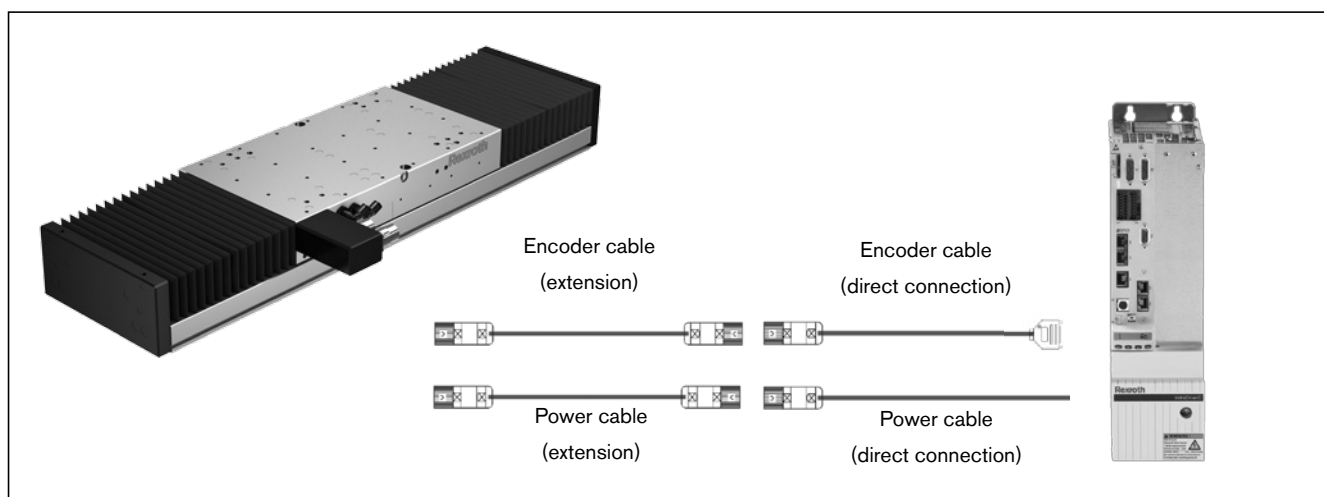 Rexroth
Encoder cable
(extension)
Encoder cable
(direct connection)
Power cable
(extension)
Power cable
(direct connection)
Rexroth